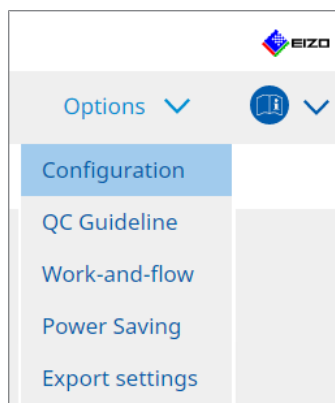 EIZO
Options
Configuration
QC Guideline
Work-and-flow
Power Saving
Export settings